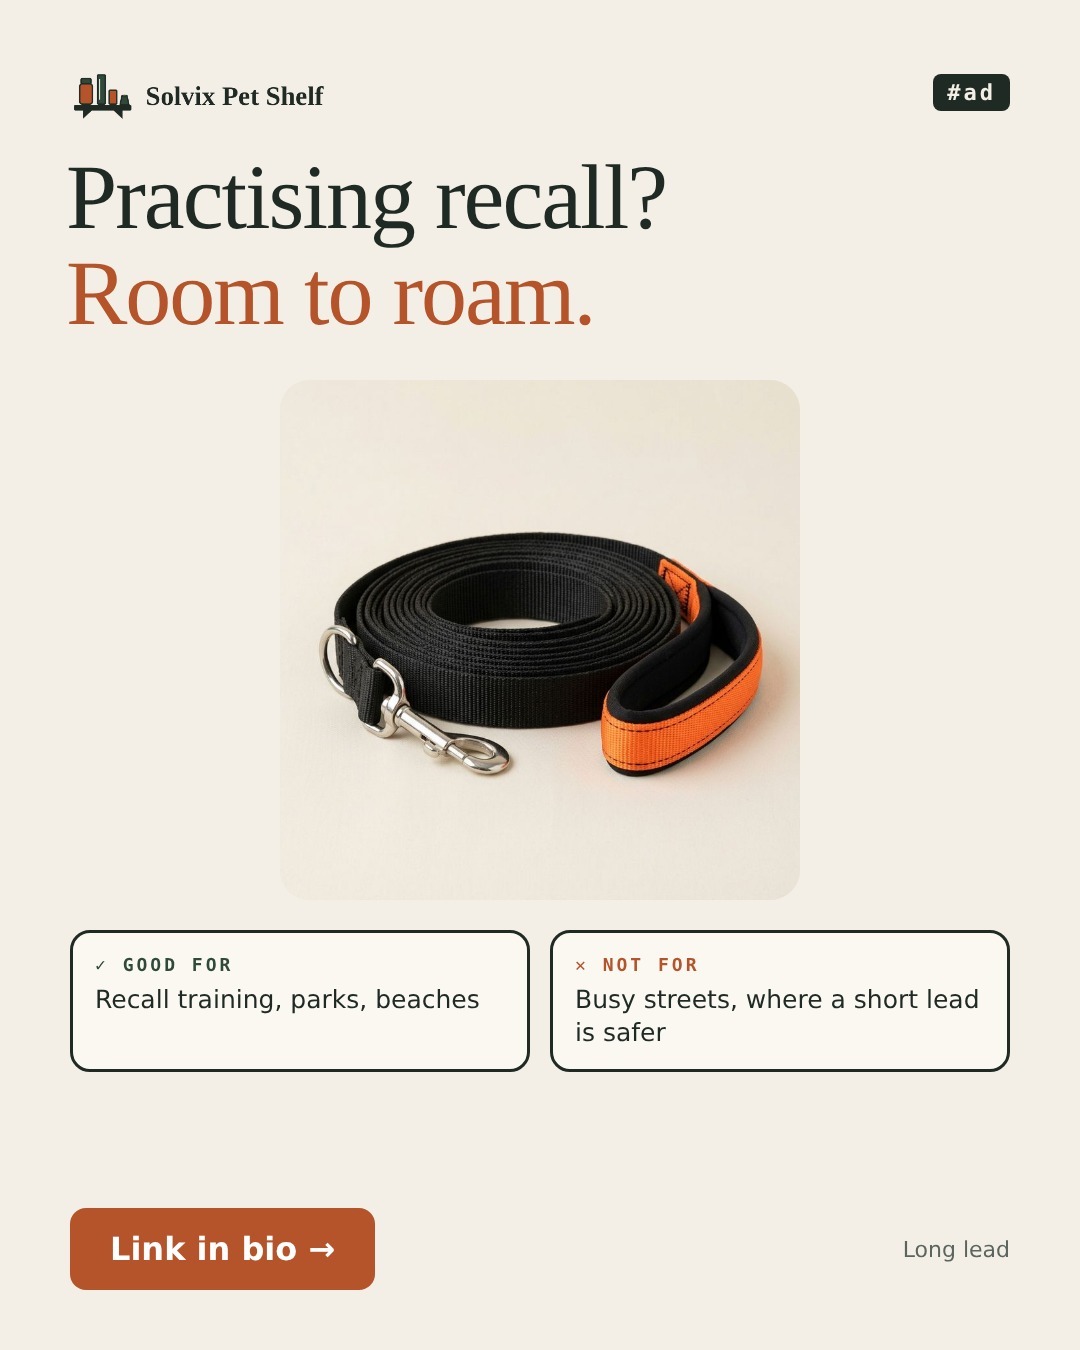 Solvix Pet Shelf
#ad
Practising recall?
Room to roam.
✓ GOOD FOR
Recall training, parks, beaches
✕ NOT FOR
Busy streets, where a short lead
is safer
Link in bio →
Long lead